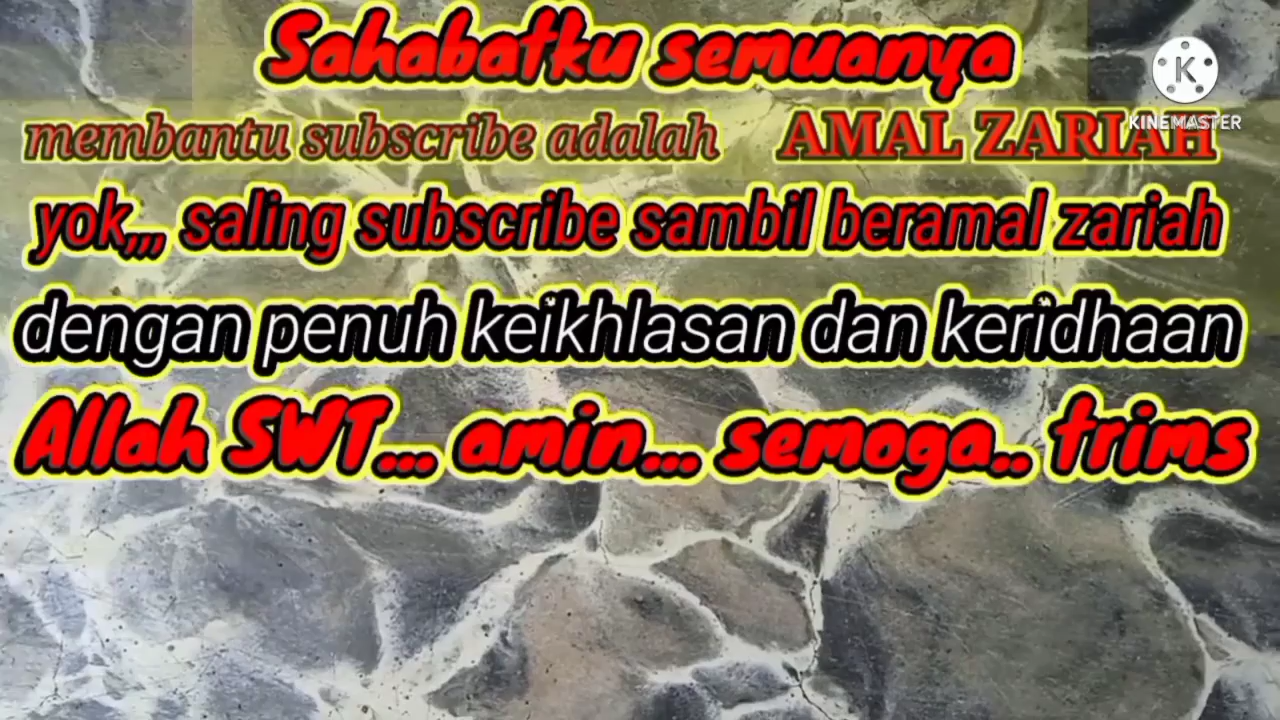 Sahabatku semuanya
membantu subscribe adalah AMAL ZARIAH
KINEMASTER
yok,,, saling subscribe sambil beramal zariah
dengan penuh keikhlasan dan keridhaan
Allah SWT... amin... semoga.. trims